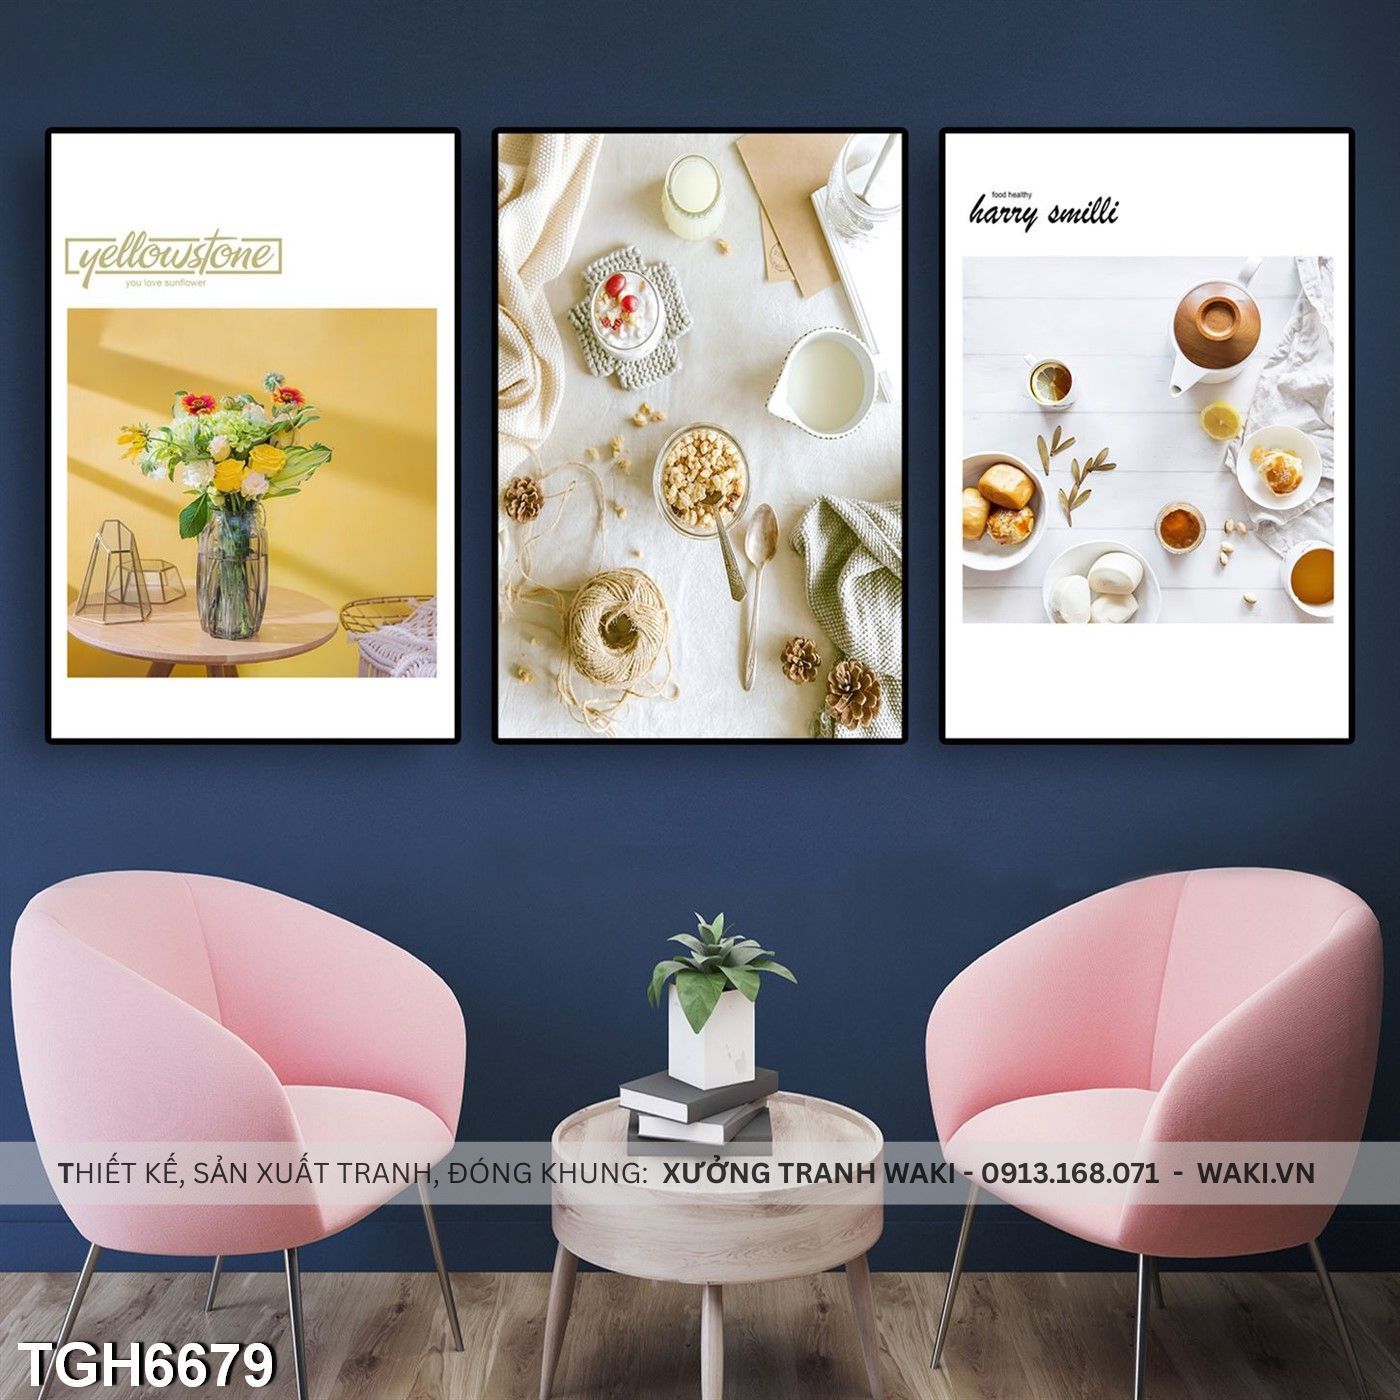 yellowstone
you love sunflower
food healthy
harry smilli
THIẾT KẾ, SẢN XUẤT TRANH, ĐÓNG KHUNG: XƯỞNG TRANH WAKI - 0913.168.071 - WAKI.VN
TGH6679